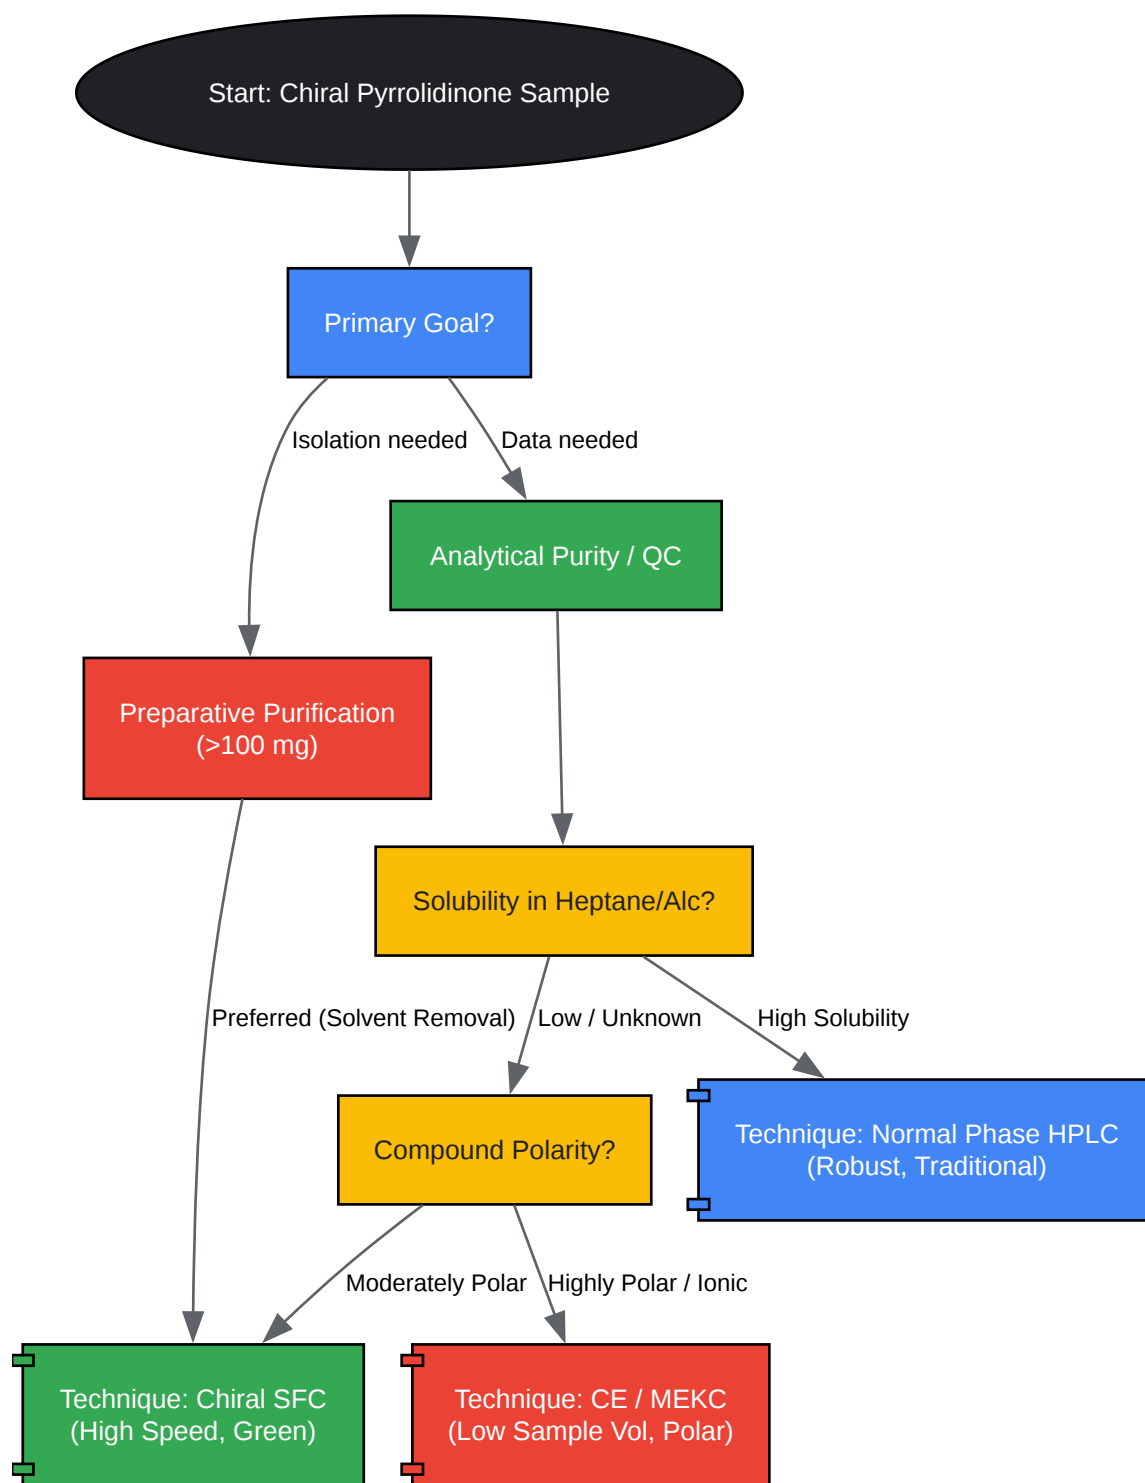 Start: Chiral Pyrrolidinone Sample
Primary Goal?
Isolation needed
Data needed
Analytical Purity / QC
Preparative Purification
(>100 mg)
Solubility in Heptane/Alc?
Preferred (Solvent Removal)
Low / Unknown
High Solubility
Compound Polarity?
Technique: Normal Phase HPLC
(Robust, Traditional)
Moderately Polar
Highly Polar / Ionic
Technique: Chiral SFC
(High Speed, Green)
Technique: CE / MEKC
(Low Sample Vol, Polar)